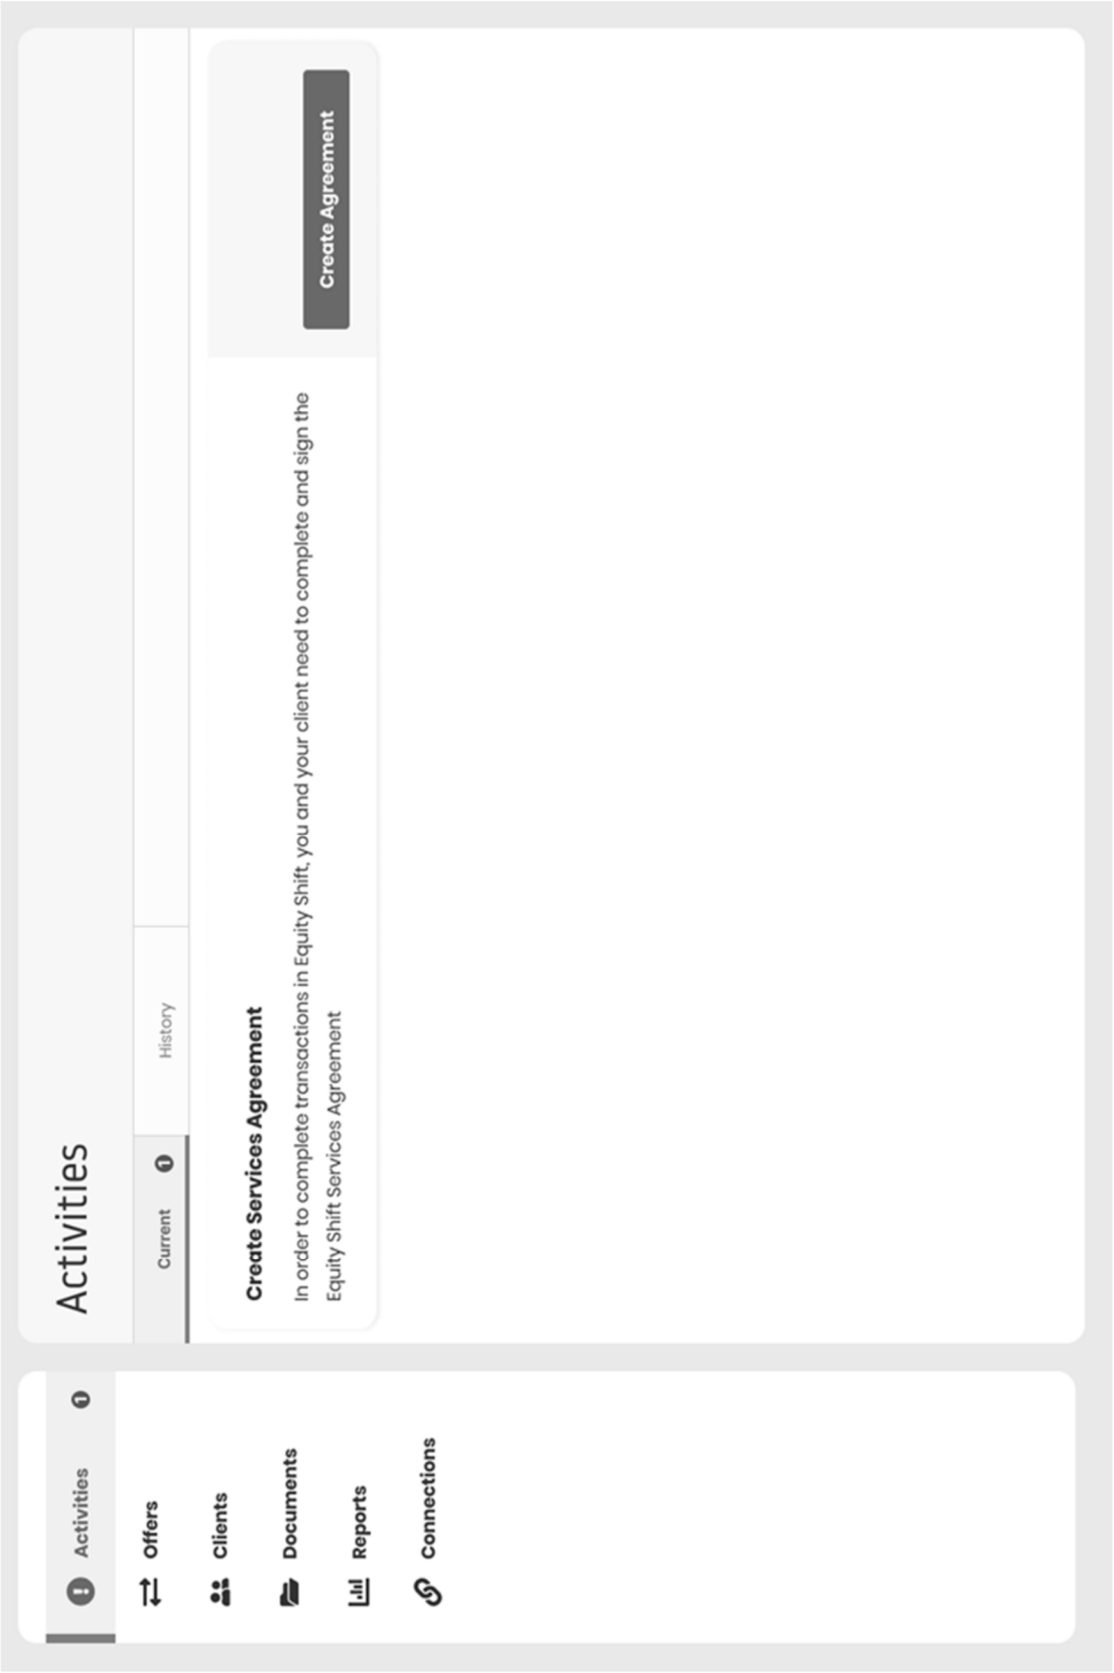 Activities 1
Offers
Clients
Documents
Reports
Connections
Activities
Current 1
History
Create Services Agreement
In order to complete transactions in Equity Shift, you and your client need to complete and sign the
Equity Shift Services Agreement
Create Agreement